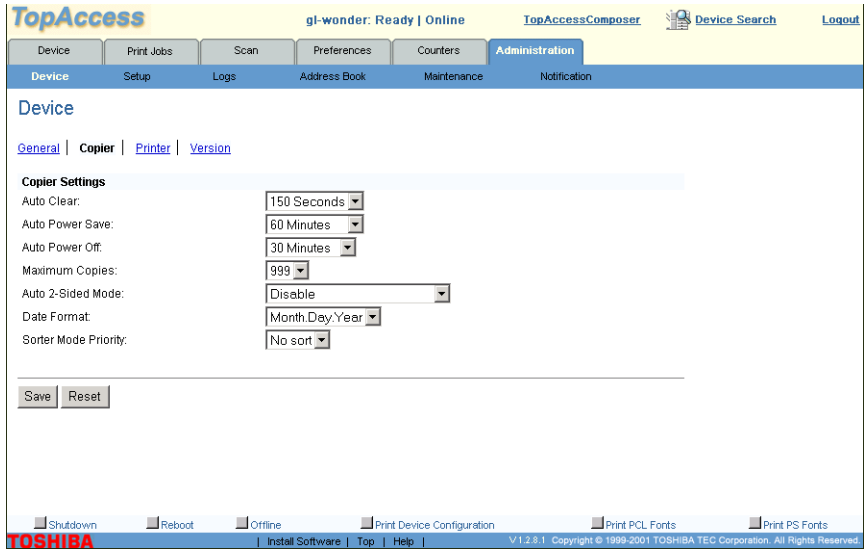 TopAccess gl-wonder: Ready | Online TopAccessComposer Device Search Logout
Device Print Jobs Scan Preferences Counters Administration
Device Setup Logs Address Book Maintenance Notification
Device
General | Copier | Printer | Version
Copier Settings
Auto Clear: 150 Seconds
Auto Power Save: 60 Minutes
Auto Power Off: 30 Minutes
Maximum Copies: 999
Auto 2-Sided Mode: Disable
Date Format: Month.Day.Year
Sorter Mode Priority: No sort
Save Reset
Shutdown Reboot Offline Print Device Configuration Print PCL Fonts Print PS Fonts
TOSHIBA | Install Software | Top | Help | V1.2.8.1 Copyright © 1999-2001 TOSHIBA TEC Corporation. All Rights Reserved.